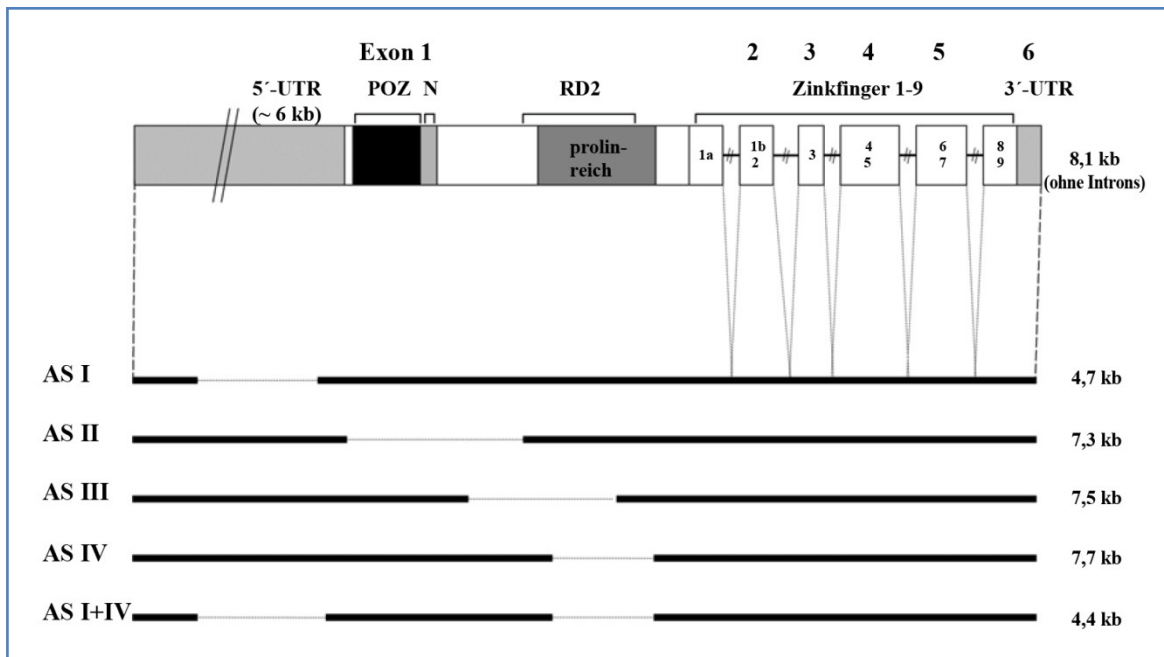 Exon 1 2 3 4 5 6
5´-UTR POZ N RD2 Zinkfinger 1-9 3´-UTR
(~ 6 kb)
prolin-
reich
1a
1b
2
3
4
5
6
7
8
9
8,1 kb
(ohne Introns)
AS I 4,7 kb
AS II 7,3 kb
AS III 7,5 kb
AS IV 7,7 kb
AS I+IV 4,4 kb